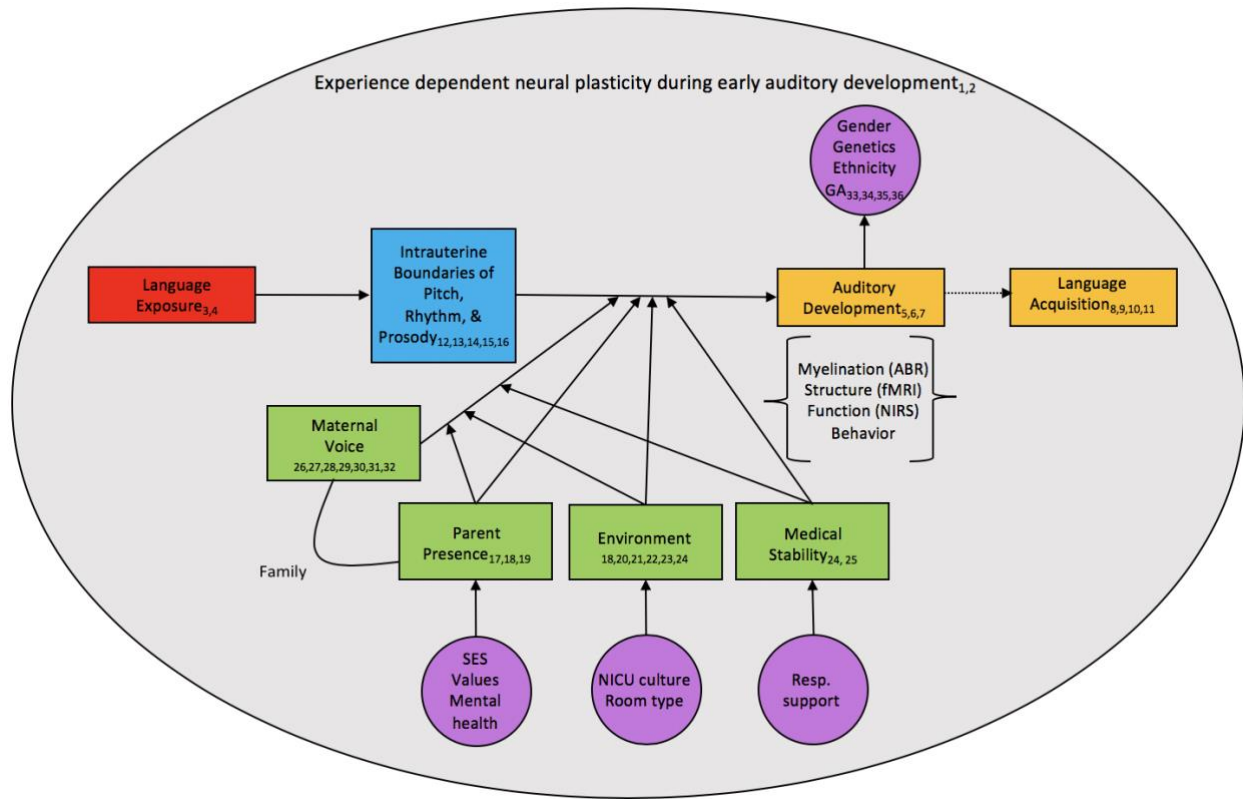 Experience dependent neural plasticity during early auditory development1,2
Gender
Genetics
Ethnicity
GA33,34,35,36
Language
Exposure3,4
Intrauterine
Boundaries of
Pitch,
Rhythm, &
Prosody12,13,14,15,16
Auditory
Development5,6,7
Language
Acquisition8,9,10,11
Myelination (ABR)
Structure (fMRI)
Function (NIRS)
Behavior
Maternal
Voice
26,27,28,29,30,31,32
Family
Parent
Presence17,18,19
Environment
18,20,21,22,23,24
Medical
Stability24, 25
SES
Values
Mental
health
NICU culture
Room type
Resp.
support